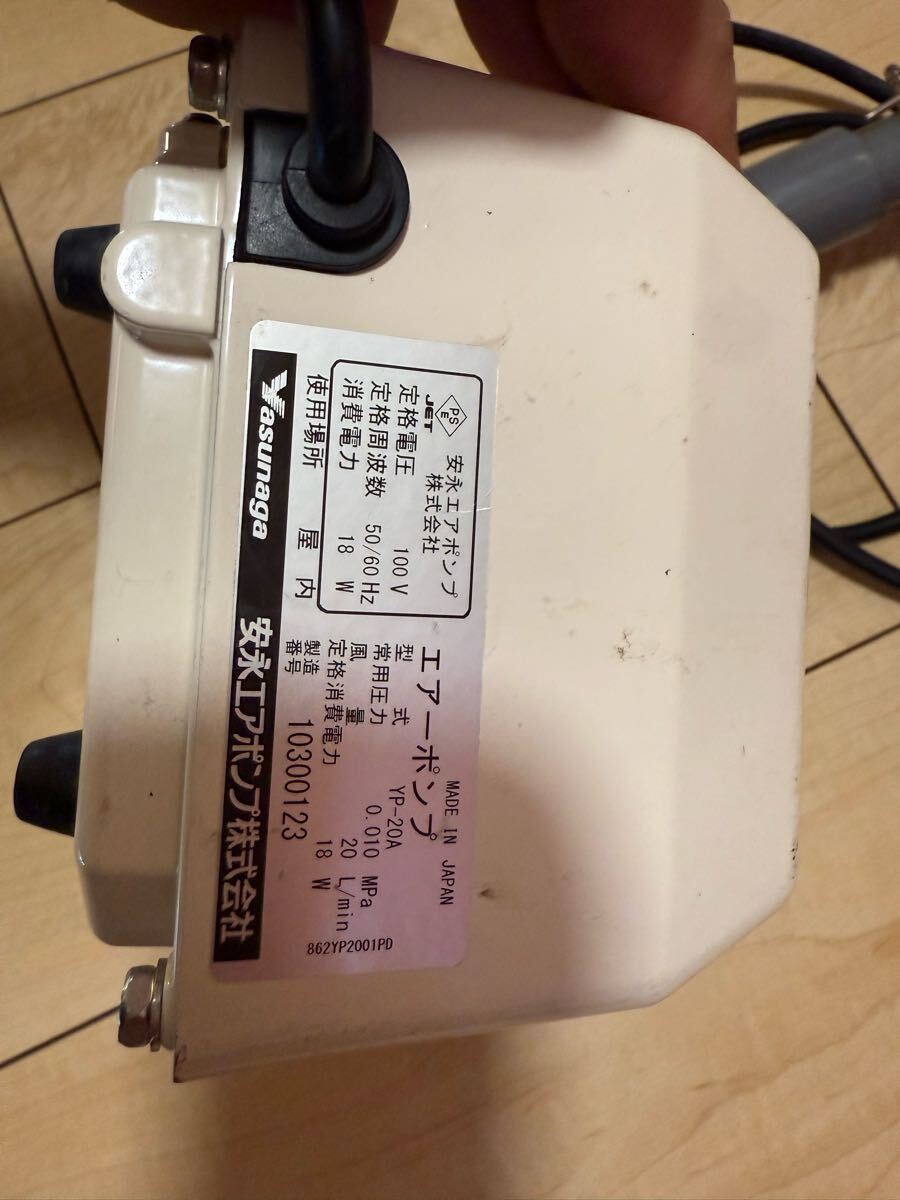 PS
E
JET
安永エアポンプ
株式会社
定格電圧 100 V
定格周波数 50/60 Hz
消費電力 18 W
使用場所 屋内
MADE IN JAPAN
エアーポンプ
型式 YP-20A
常用圧力 0.010 MPa
風量 20 L/min
定格消費電力 18 W
製造番号 10300123
862YP2001PD
Yasunaga 安永エアポンプ株式会社